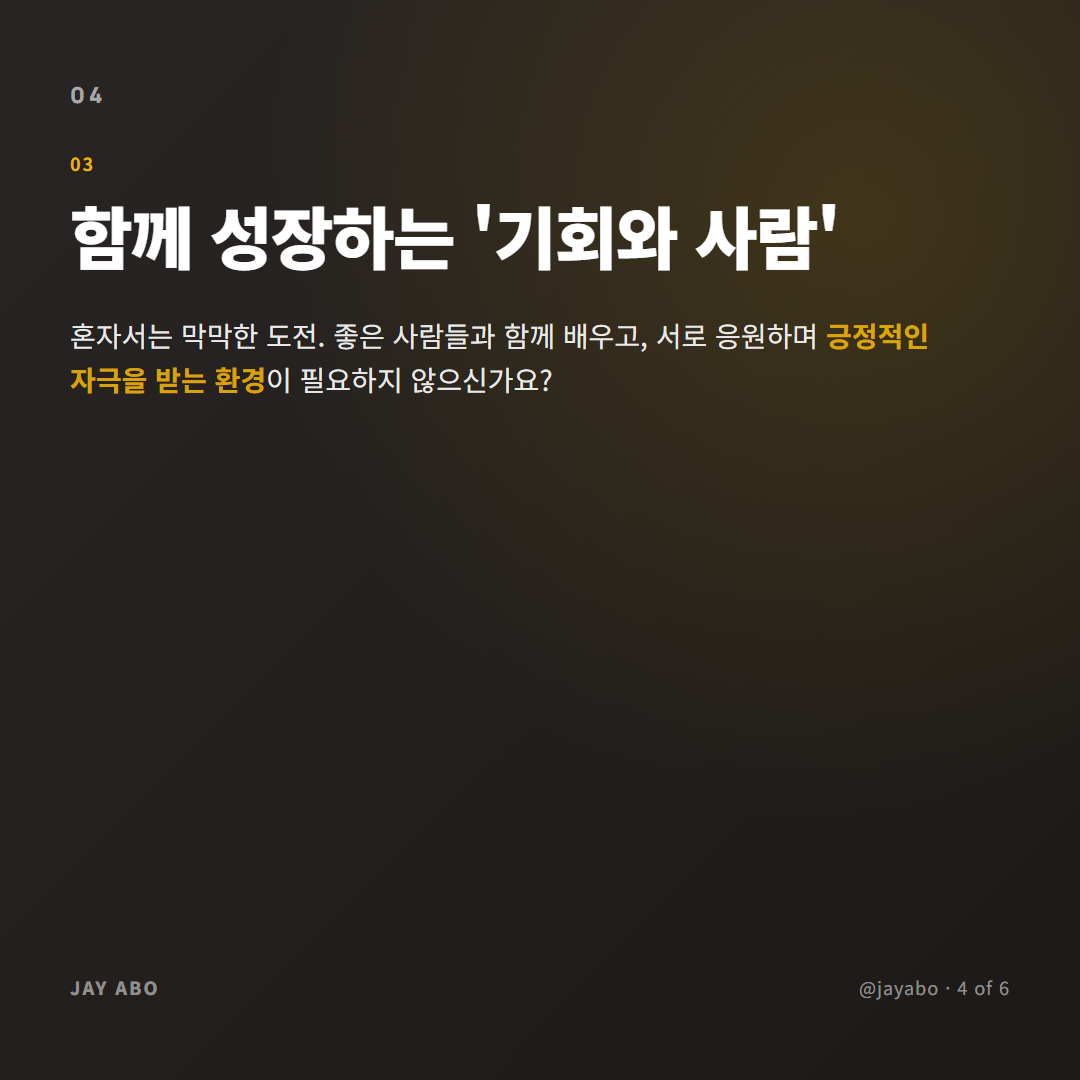 04
03
함께 성장하는 '기회와 사람'
혼자서는 막막한 도전. 좋은 사람들과 함께 배우고, 서로 응원하며 긍정적인
자극을 받는 환경이 필요하지 않으신가요?
JAY ABO
@jayabo · 4 of 6